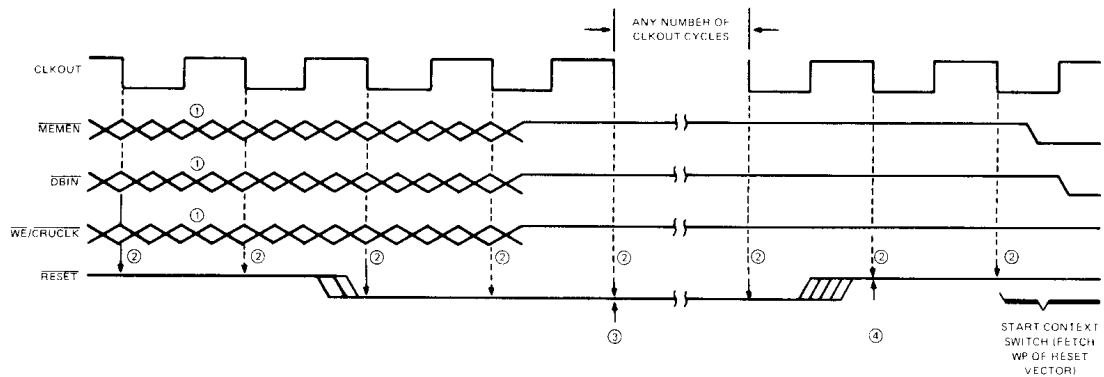 ANY NUMBER OF
CLKOUT CYCLES
CLKOUT
①
MEMEN
①
DBIN
①
WE/CRUCLK
② ② ② ② ② ② ② ②
RESET
③ ④
START CONTEXT
SWITCH (FETCH
WP OF RESET
VECTOR)